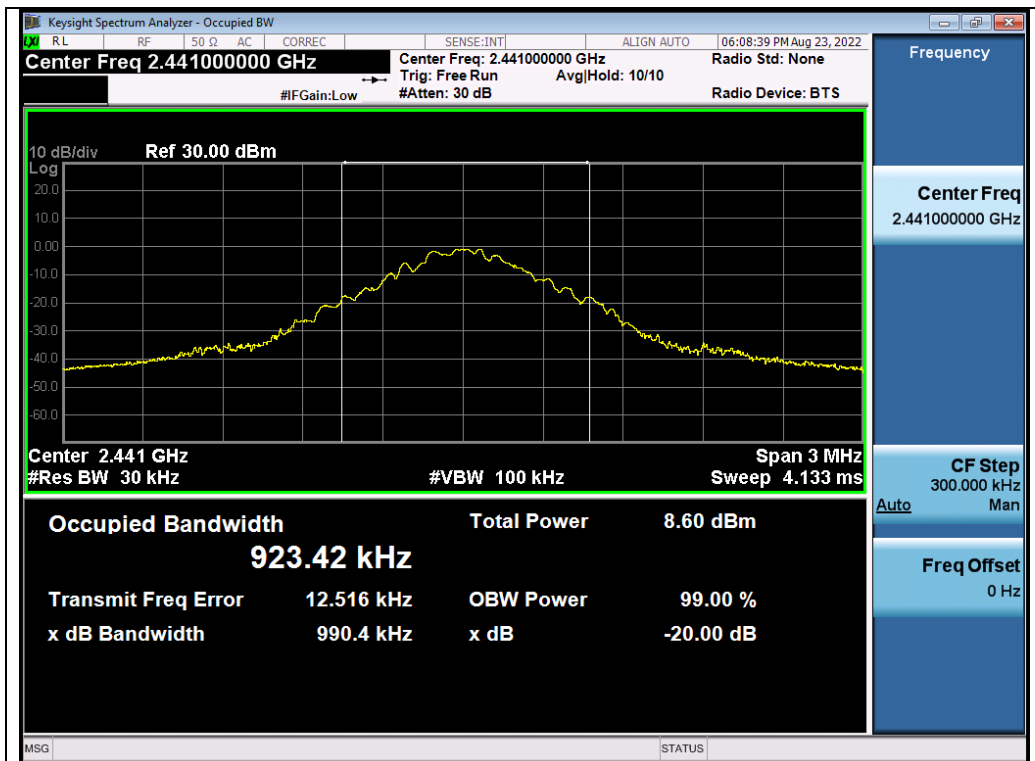 Keysight Spectrum Analyzer - Occupied BW
LXI RL RF 50 Ω AC CORREC SENSE:INT ALIGN AUTO 06:08:39 PM Aug 23, 2022
Center Freq 2.441000000 GHz
#IFGain:Low
Center Freq: 2.441000000 GHz
Trig: Free Run Avg|Hold: 10/10
#Atten: 30 dB
Radio Std: None
Radio Device: BTS
10 dB/div Ref 30.00 dBm
Log
20.0
10.0
0.00
-10.0
-20.0
-30.0
-40.0
-50.0
-60.0
Center 2.441 GHz Span 3 MHz
#Res BW 30 kHz #VBW 100 kHz Sweep 4.133 ms
Occupied Bandwidth Total Power 8.60 dBm
923.42 kHz
Transmit Freq Error 12.516 kHz OBW Power 99.00 %
x dB Bandwidth 990.4 kHz x dB -20.00 dB
Frequency
Center Freq
2.441000000 GHz
CF Step
300.000 kHz
Auto Man
Freq Offset
0 Hz
MSG STATUS